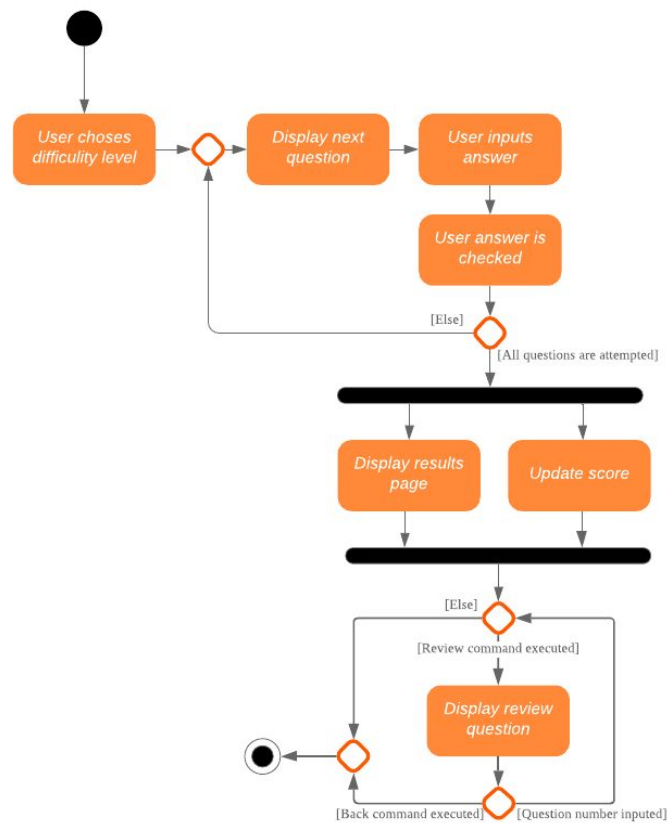 User choses
difficulity level
Display next
question
User inputs
answer
User answer is
checked
[Else]
[All questions are attempted]
Display results
page
Update score
[Else]
[Review command executed]
Display review
question
[Back command executed]
[Question number inputed]